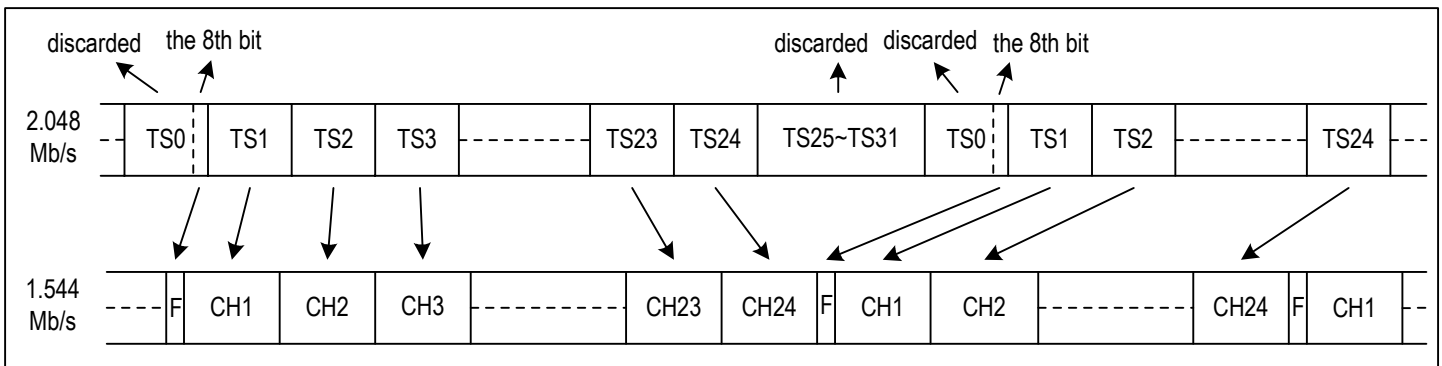 discarded the 8th bit discarded discarded the 8th bit
2.048
Mb/s
TS0 TS1 TS2 TS3 TS23 TS24 TS25~TS31 TS0 TS1 TS2 TS24
1.544
Mb/s
F CH1 CH2 CH3 CH23 CH24 F CH1 CH2 CH24 F CH1